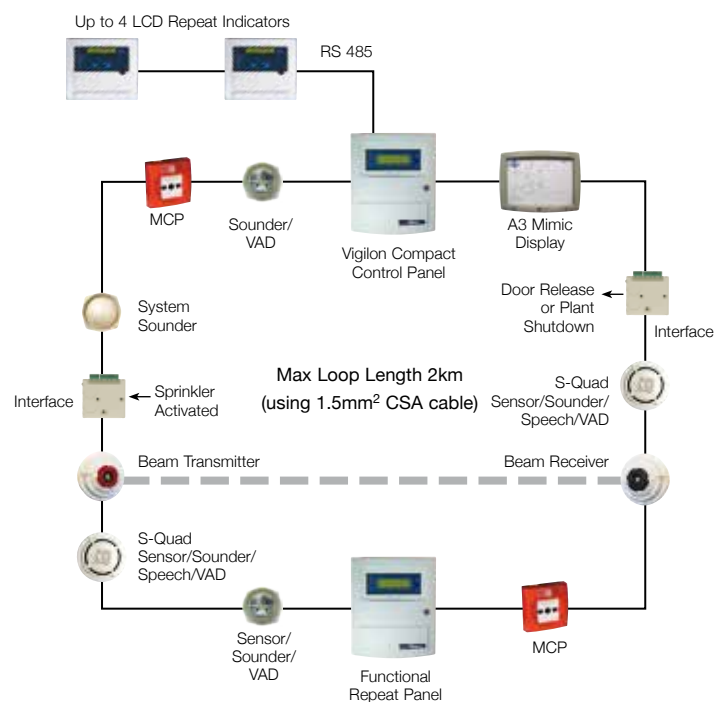 Up to 4 LCD Repeat Indicators
RS 485
MCP
Sounder/
VAD
Vigilon Compact
Control Panel
A3 Mimic
Display
System
Sounder
Door Release
or Plant
Shutdown
Interface
Interface
Sprinkler
Activated
Max Loop Length 2km
(using 1.5mm² CSA cable)
S-Quad
Sensor/Sounder/
Speech/VAD
Beam Transmitter
Beam Receiver
S-Quad
Sensor/Sounder/
Speech/VAD
Sensor/
Sounder/
VAD
Functional
Repeat Panel
MCP